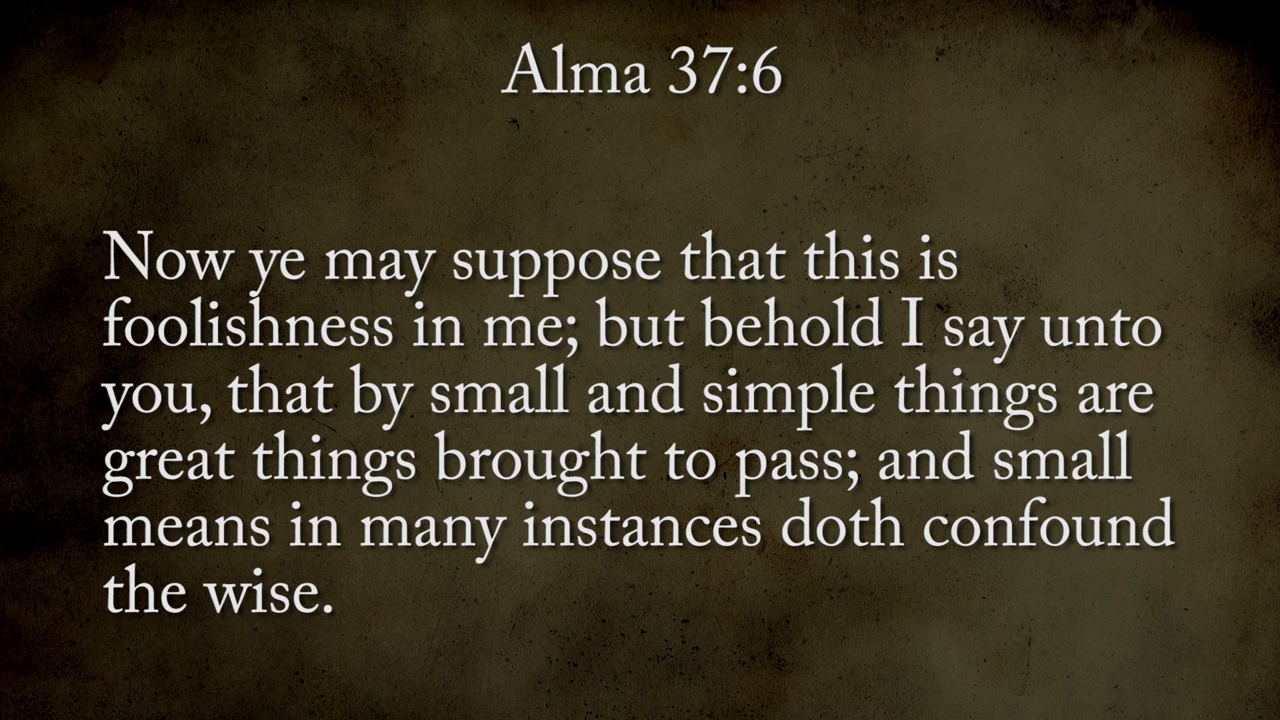 Alma 37:6
Now ye may suppose that this is
foolishness in me; but behold I say unto
you, that by small and simple things are
great things brought to pass; and small
means in many instances doth confound
the wise.